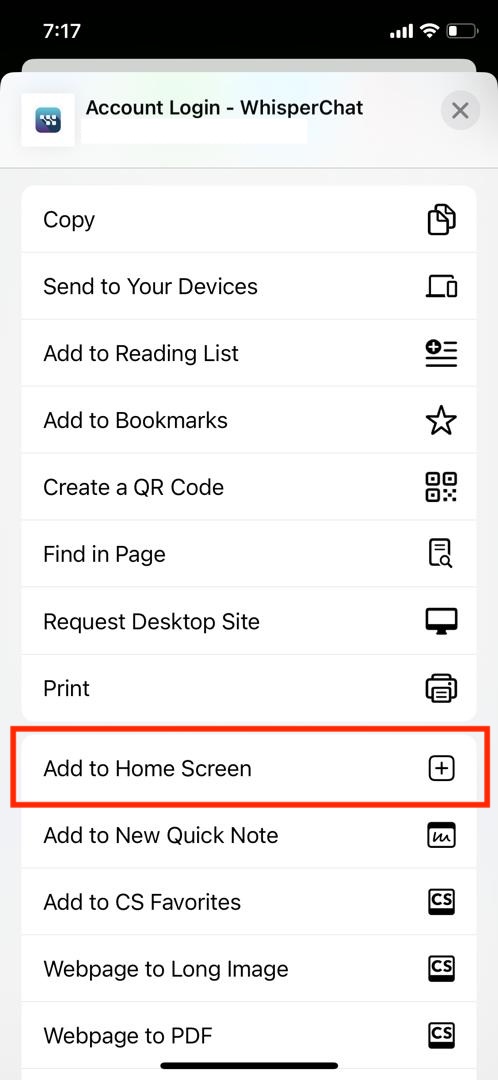 7:17
Account Login - WhisperChat
Copy
Send to Your Devices
Add to Reading List
Add to Bookmarks
Create a QR Code
Find in Page
Request Desktop Site
Print
Add to Home Screen
Add to New Quick Note
Add to CS Favorites
CS
Webpage to Long Image
CS
Webpage to PDF
CS